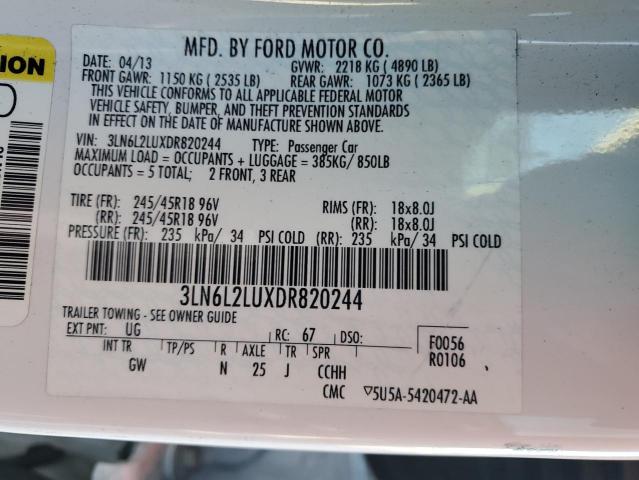 MFD. BY FORD MOTOR CO.
DATE: 04/13 GVWR: 2218 KG ( 4890 LB)
FRONT GAWR: 1150 KG ( 2535 LB) REAR GAWR: 1073 KG ( 2365 LB)
THIS VEHICLE CONFORMS TO ALL APPLICABLE FEDERAL MOTOR
VEHICLE SAFETY, BUMPER, AND THEFT PREVENTION STANDARDS
IN EFFECT ON THE DATE OF MANUFACTURE SHOWN ABOVE.
VIN: 3LN6L2LUXDR820244 TYPE: Passenger Car
MAXIMUM LOAD = OCCUPANTS + LUGGAGE = 385KG/ 850LB
OCCUPANTS = 5 TOTAL; 2 FRONT, 3 REAR
TIRE (FR): 245/45R18 96V RIMS (FR): 18x8.0J
(RR): 245/45R18 96V (RR): 18x8.0J
PRESSURE (FR): 235 kPa/ 34 PSI COLD (RR): 235 kPa/ 34 PSI COLD
3LN6L2LUXDR820244
TRAILER TOWING - SEE OWNER GUIDE
EXT PNT: UG RC: 67 DSO: F0056
INT TR TP/PS R AXLE TR SPR R0106
GW N 25 J CCHH
CMC ▽5U5A-5420472-AA